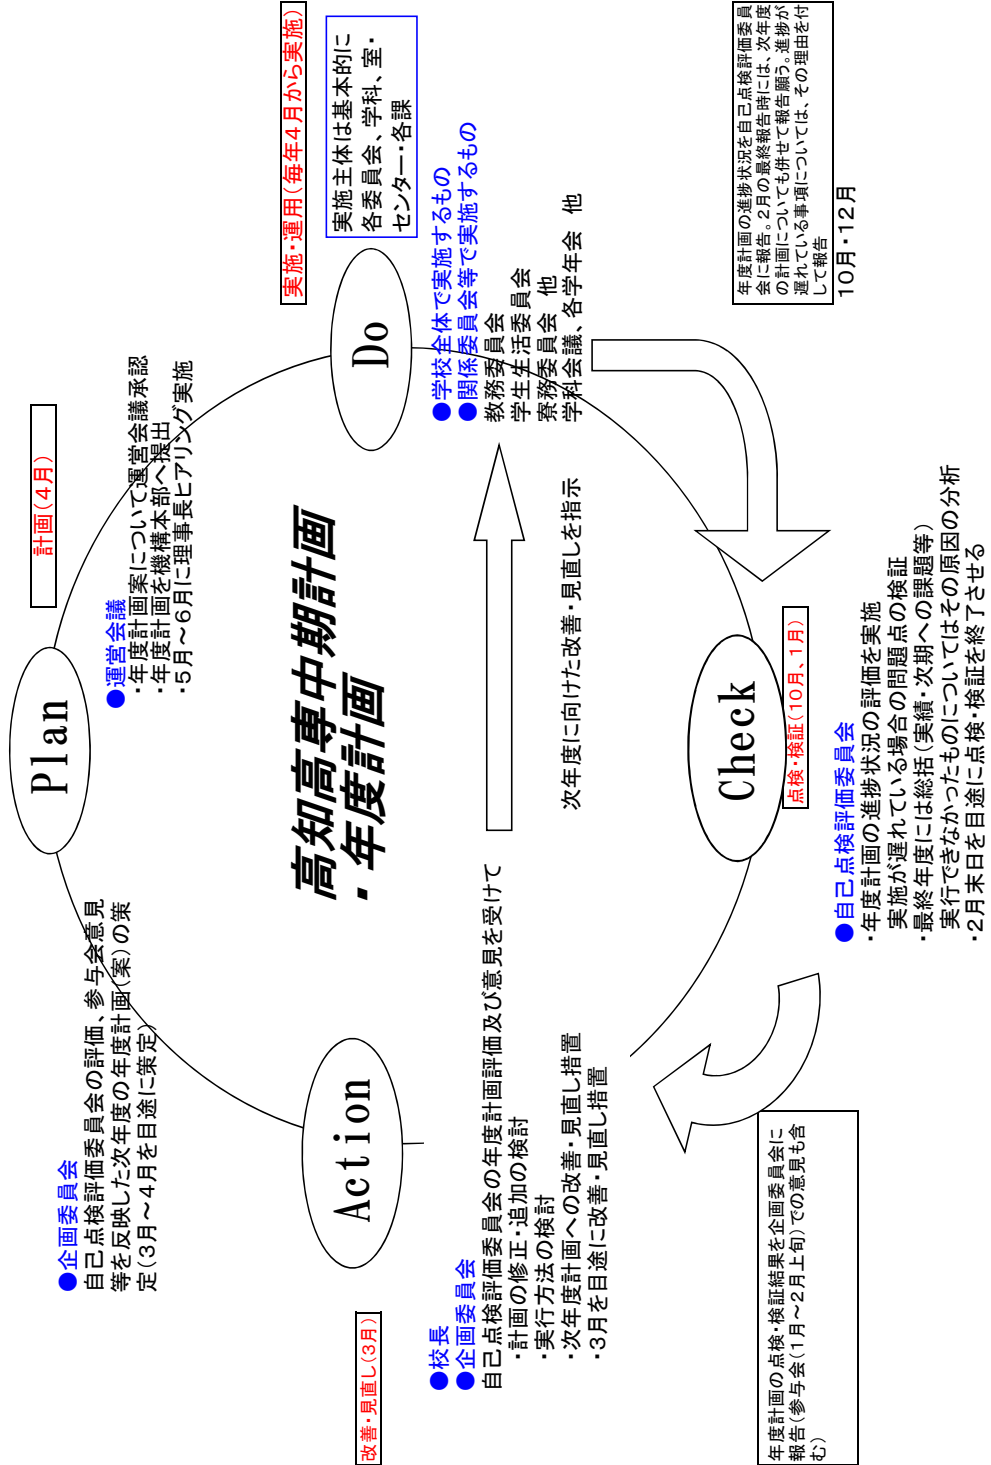 計画(4月)
Plan
●運営会議
・年度計画案について運営会議承認
・年度計画を機構本部へ提出
・5月～6月に理事長ヒアリング実施
●企画委員会
自己点検評価委員会の評価、参与会意見
等を反映した次年度の年度計画(案)の策
定(3月～4月を目途に策定)
高知高専中期計画
・年度計画
実施・運用(毎年4月から実施)
Do
実施主体は基本的に
各委員会、学科、室・
センター・各課
●学校全体で実施するもの
●関係委員会等で実施するもの
教務委員会
学生生活委員会
寮務委員会 他
学科会議、各学年会 他
年度計画の進捗状況を自己点検評価委員
会に報告。2月の最終報告時には、次年度
の計画についても併せて報告願う。進捗が
遅れている事項については、その理由を付
して報告
10月・12月
次年度に向けた改善・見直しを指示
Check
点検・検証(10月、1月)
●自己点検評価委員会
・年度計画の進捗状況の評価を実施
実施が遅れている場合の問題点の検証
・最終年度には総括(実績・次期への課題等)
実行できなかったものについてはその原因の分析
・2月末日を目途に点検・検証を終了させる
改善・見直し(3月)
Action
●校長
●企画委員会
自己点検評価委員会の年度計画評価及び意見を受けて
・計画の修正・追加の検討
・実行方法の検討
・次年度計画への改善・見直し措置
・3月を目途に改善・見直し措置
年度計画の点検・検証結果を企画委員会に
報告(参与会(1月～2月上旬)での意見も含
む)